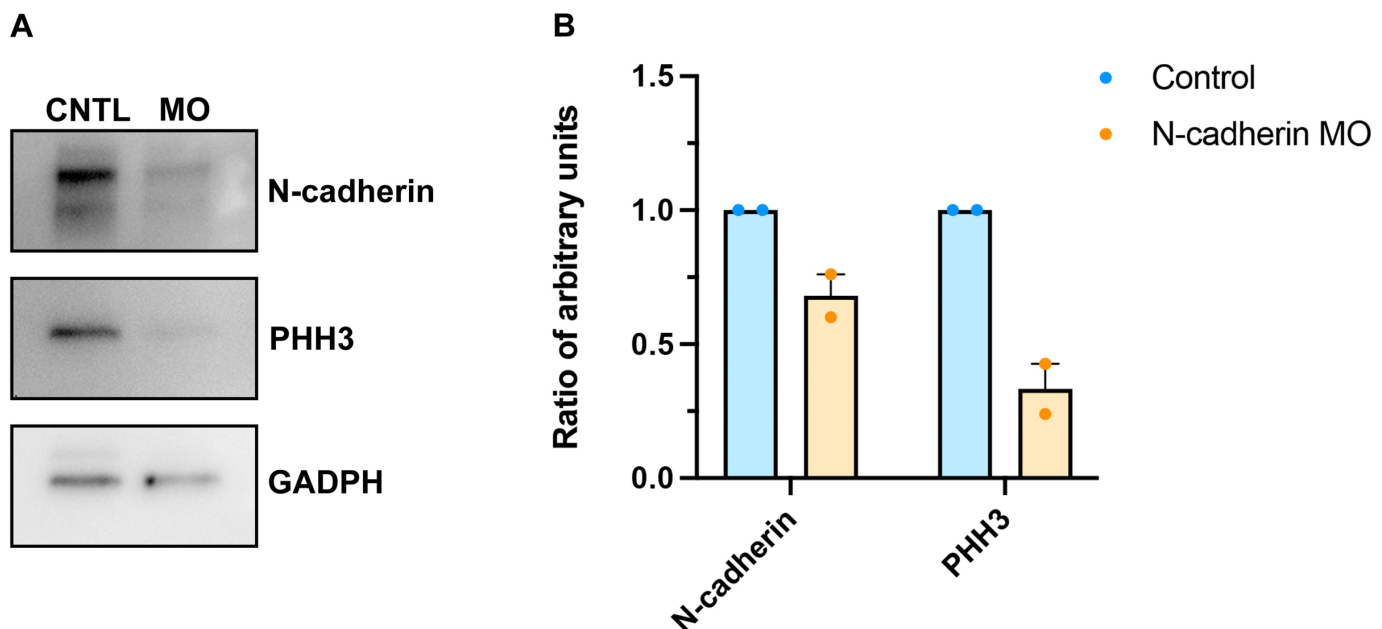 A
CNTL MO
N-cadherin
PHH3
GADPH
B
Ratio of arbitrary units
1.5
1.0
0.5
0.0
N-cadherin
PHH3
Control
N-cadherin MO